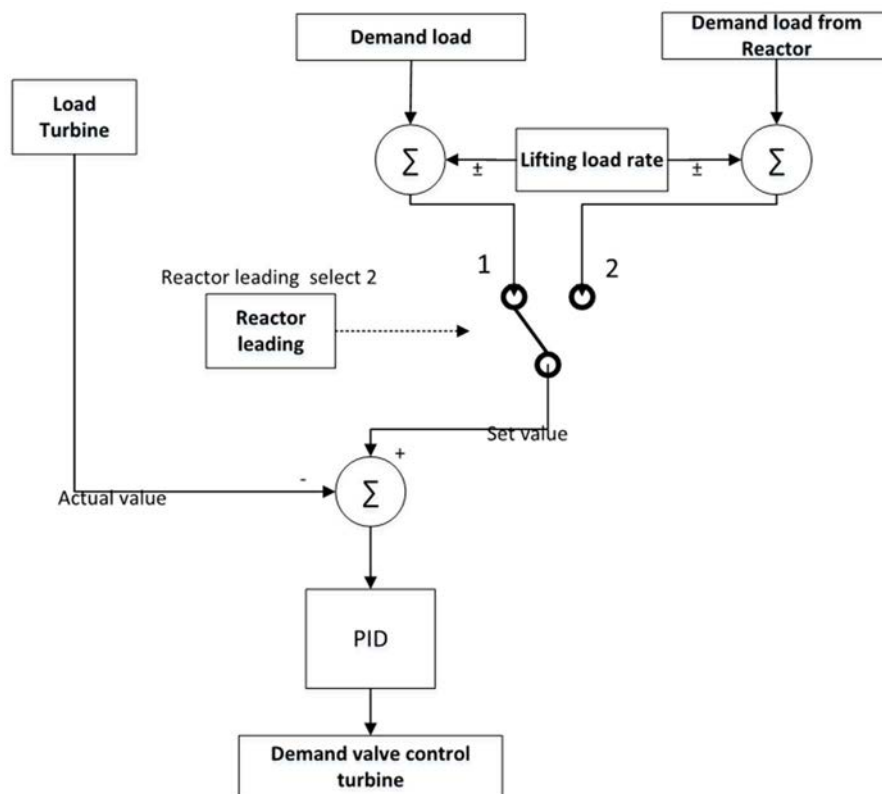 Demand load
Demand load from
Reactor
Load
Turbine
Σ
Lifting load rate
Σ
±
±
1
2
Reactor leading  select 2
Reactor
leading
Set value
+
-
Actual value
Σ
PID
Demand valve control
turbine